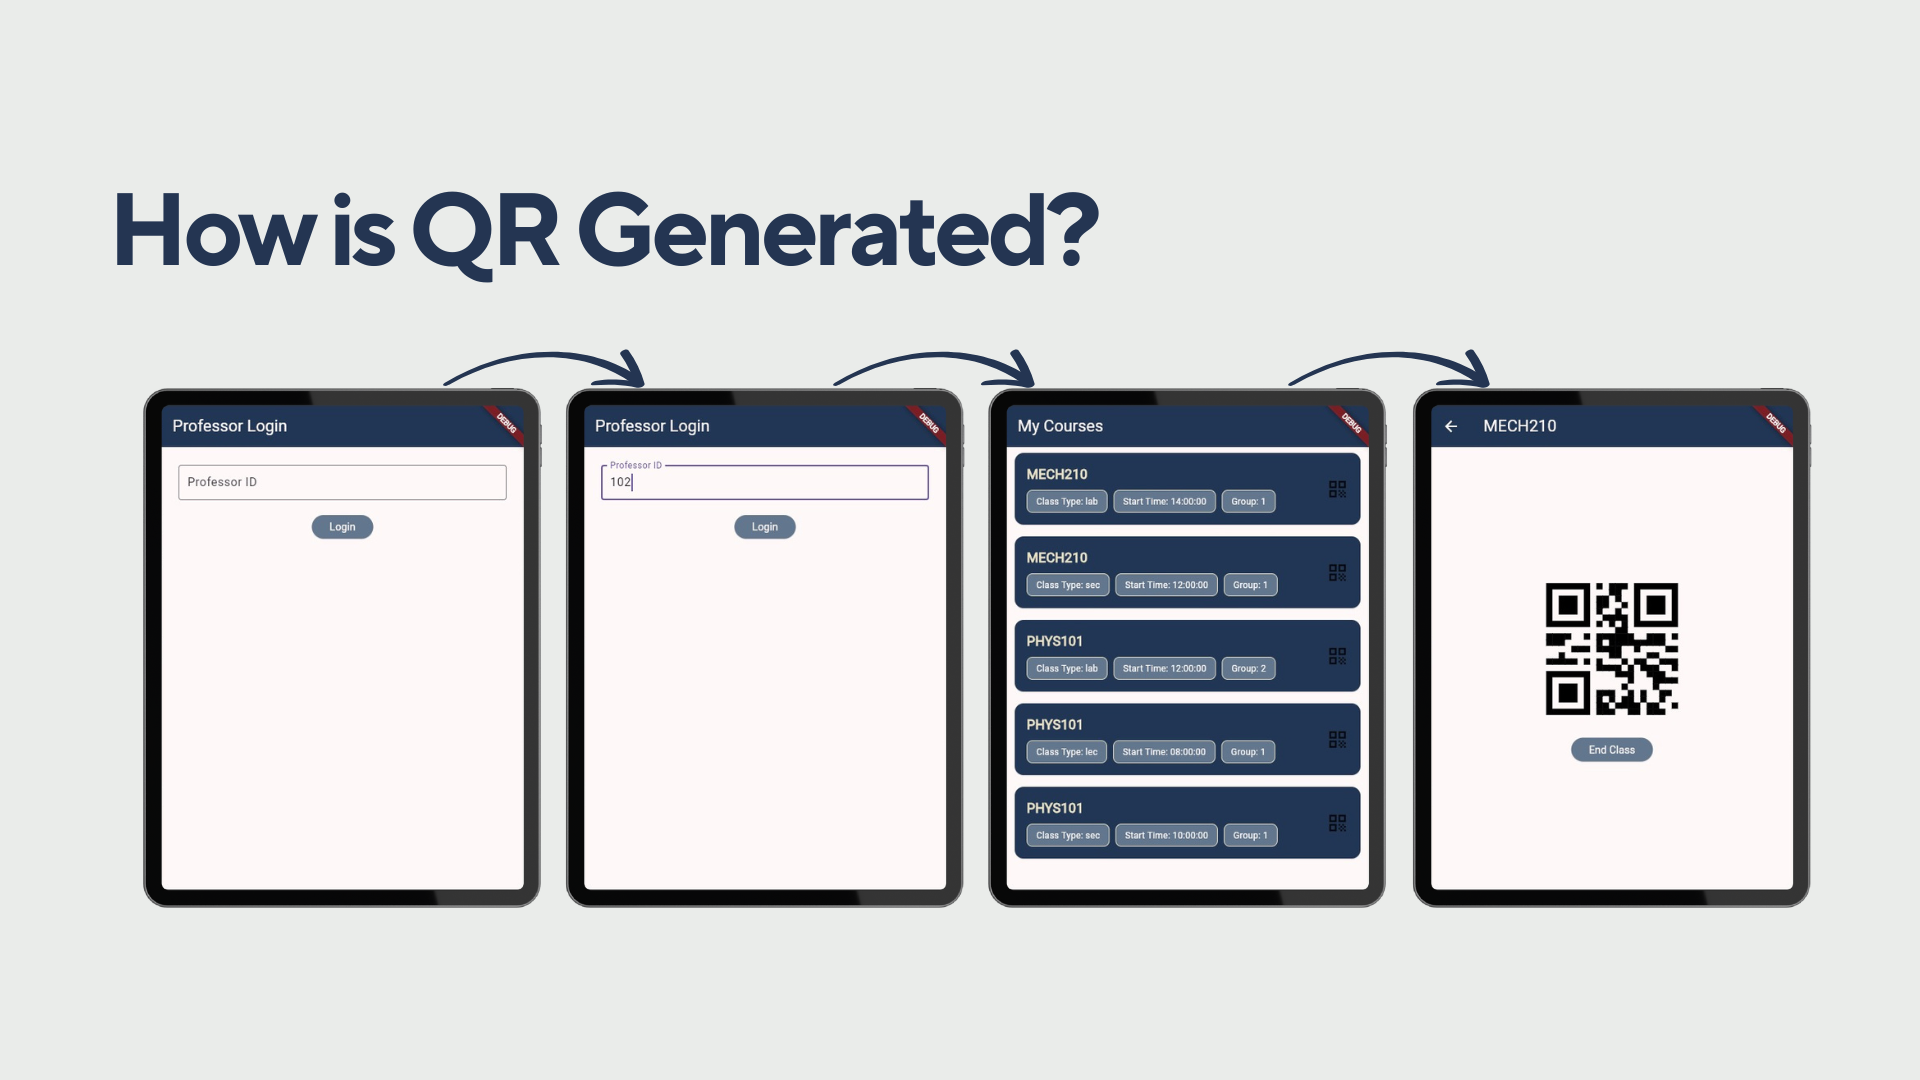 How is QR Generated?
Professor Login
DEBUG
Professor ID
Login
Professor Login
DEBUG
Professor ID
102
Login
My Courses
DEBUG
MECH210
Class Type: lab Start Time: 14:00:00 Group: 1
MECH210
Class Type: sec Start Time: 12:00:00 Group: 1
PHYS101
Class Type: lab Start Time: 12:00:00 Group: 2
PHYS101
Class Type: lec Start Time: 08:00:00 Group: 1
PHYS101
Class Type: sec Start Time: 10:00:00 Group: 1
MECH210
DEBUG
End Class